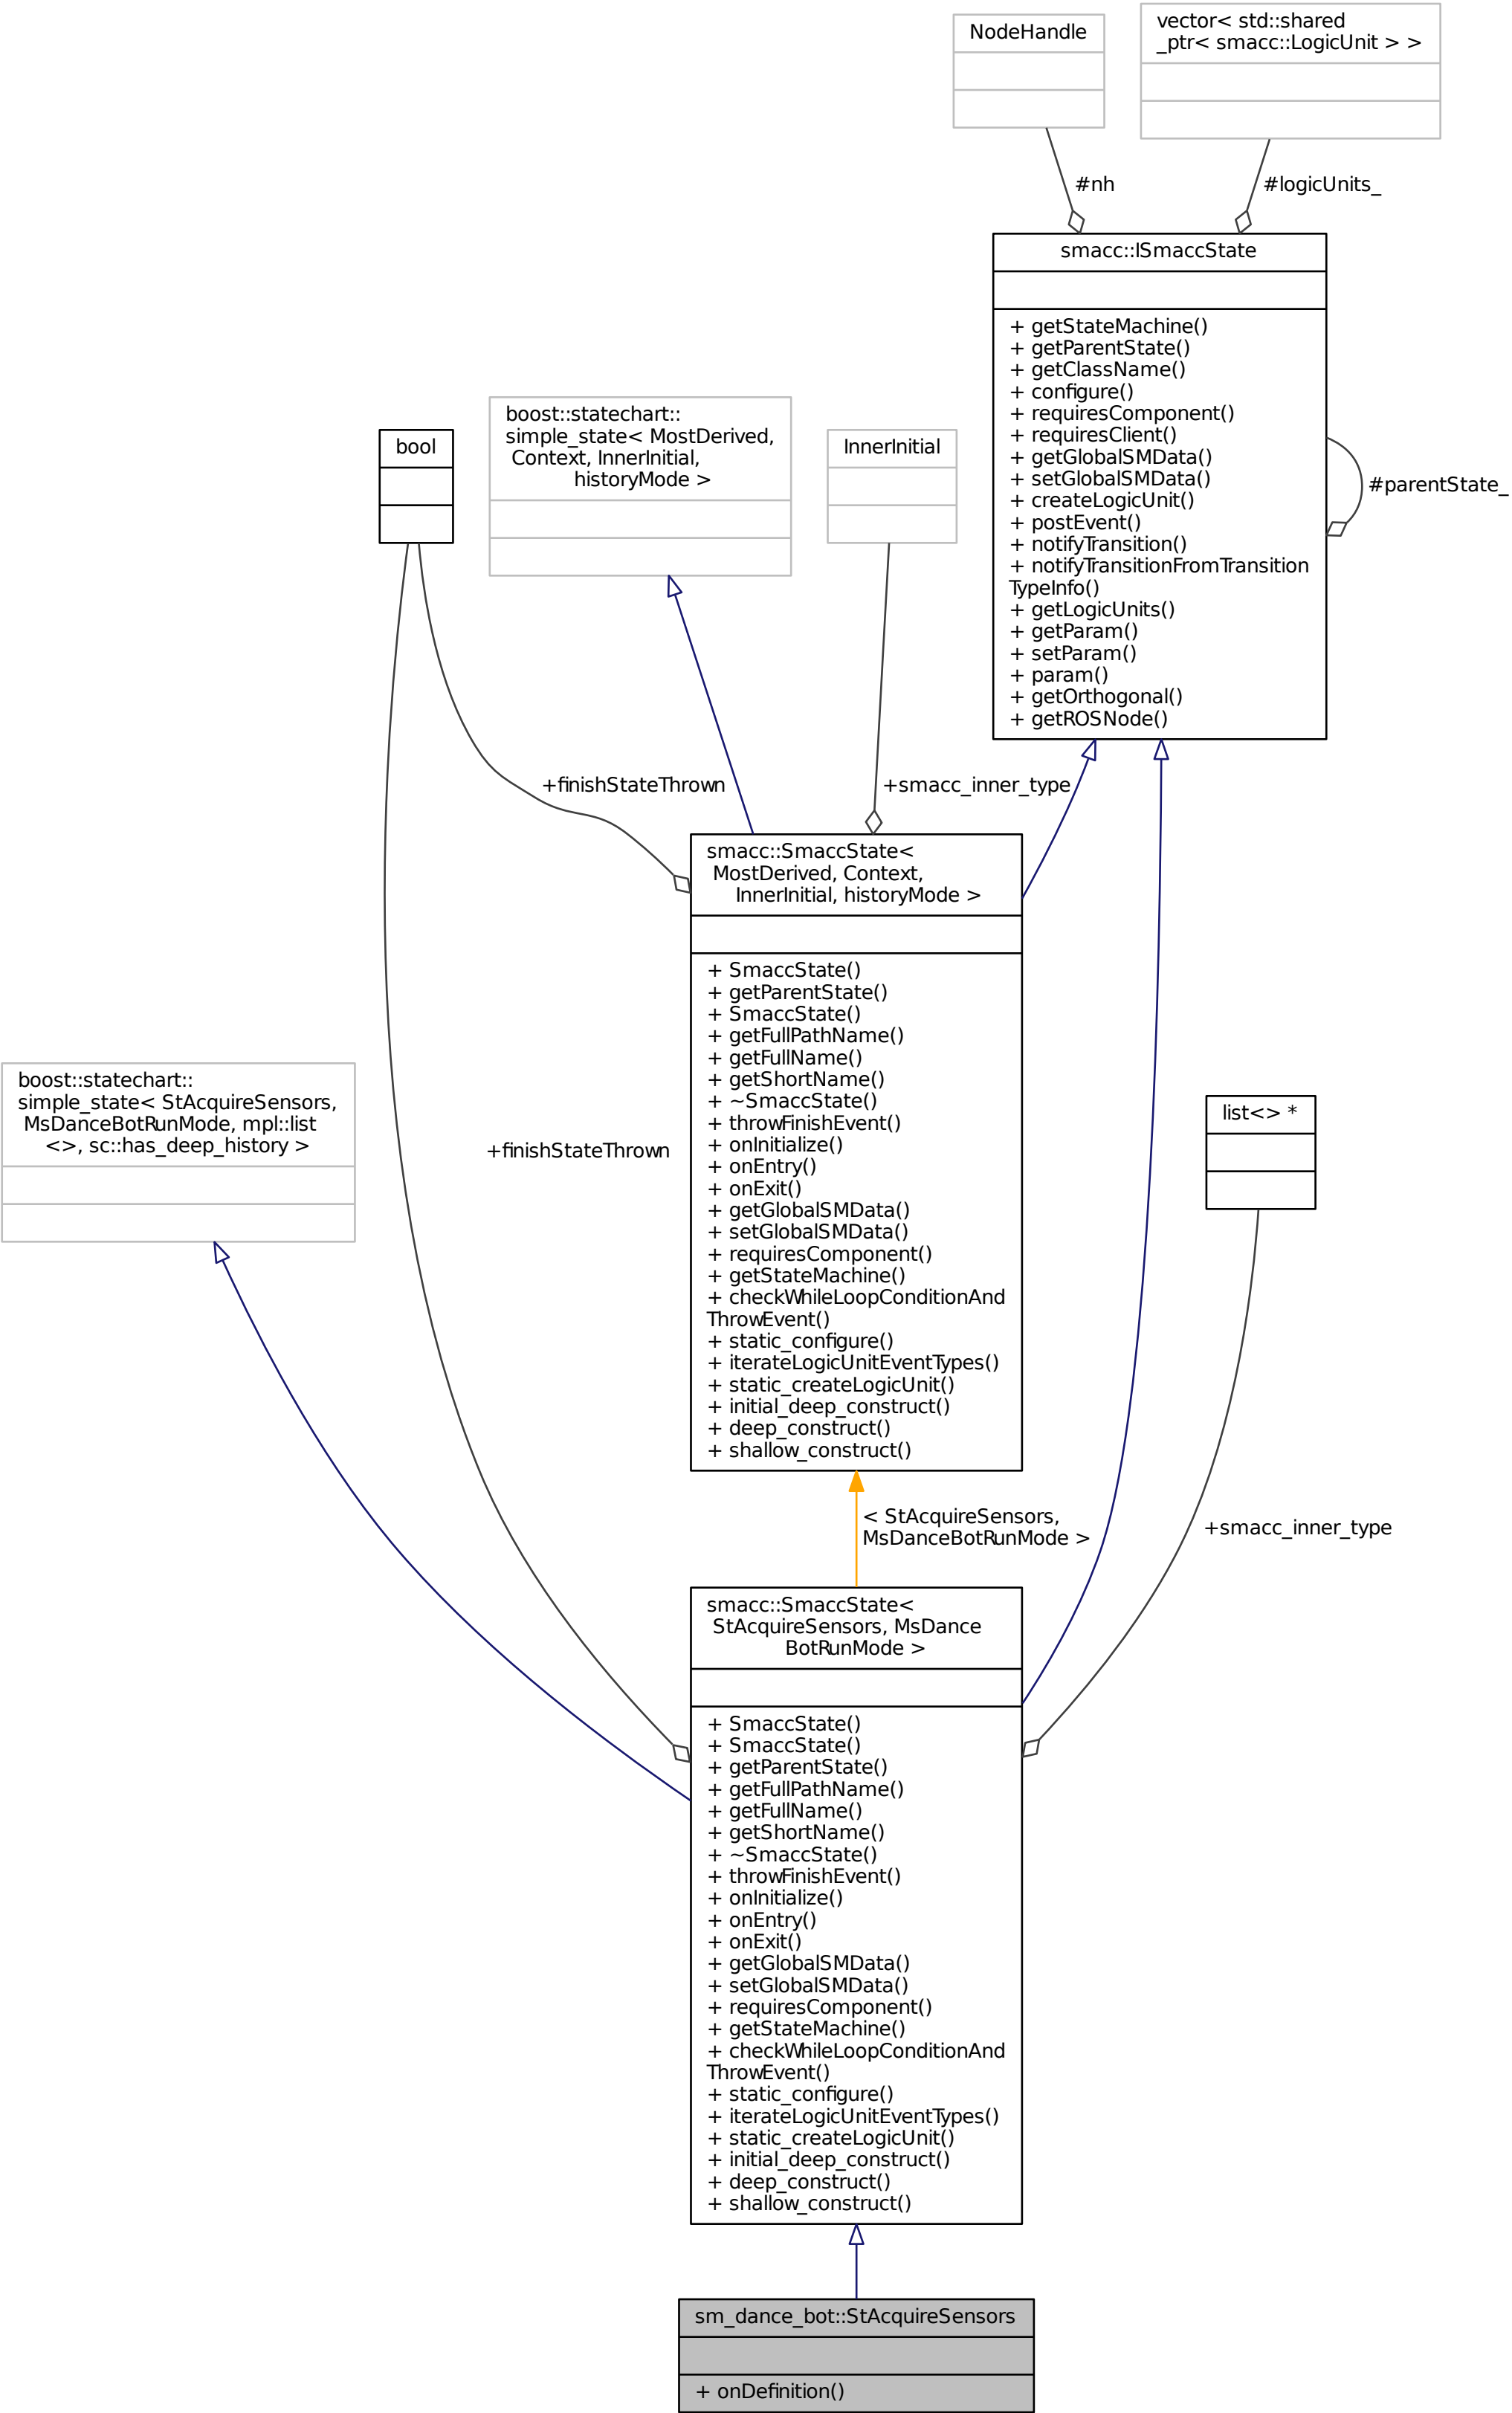 NodeHandle
vector< std::shared
_ptr< smacc::LogicUnit > >
#nh
#logicUnits_
smacc::ISmaccState
+ getStateMachine()
+ getParentState()
+ getClassName()
+ configure()
+ requiresComponent()
+ requiresClient()
+ getGlobalSMData()
+ setGlobalSMData()
+ createLogicUnit()
+ postEvent()
+ notifyTransition()
+ notifyTransitionFromTransition
TypeInfo()
+ getLogicUnits()
+ getParam()
+ setParam()
+ param()
+ getOrthogonal()
+ getROSNode()
#parentState_
bool
boost::statechart::
simple_state< MostDerived,
Context, InnerInitial,
historyMode >
InnerInitial
+finishStateThrown
+smacc_inner_type
smacc::SmaccState<
MostDerived, Context,
InnerInitial, historyMode >
+ SmaccState()
+ getParentState()
+ SmaccState()
+ getFullPathName()
+ getFullName()
+ getShortName()
+ ~SmaccState()
+ throwFinishEvent()
+ onInitialize()
+ onEntry()
+ onExit()
+ getGlobalSMData()
+ setGlobalSMData()
+ requiresComponent()
+ getStateMachine()
+ checkWhileLoopConditionAnd
ThrowEvent()
+ static_configure()
+ iterateLogicUnitEventTypes()
+ static_createLogicUnit()
+ initial_deep_construct()
+ deep_construct()
+ shallow_construct()
boost::statechart::
simple_state< StAcquireSensors,
MsDanceBotRunMode, mpl::list
<>, sc::has_deep_history >
+finishStateThrown
list<> *
< StAcquireSensors,
MsDanceBotRunMode >
+smacc_inner_type
smacc::SmaccState<
StAcquireSensors, MsDance
BotRunMode >
+ SmaccState()
+ SmaccState()
+ getParentState()
+ getFullPathName()
+ getFullName()
+ getShortName()
+ ~SmaccState()
+ throwFinishEvent()
+ onInitialize()
+ onEntry()
+ onExit()
+ getGlobalSMData()
+ setGlobalSMData()
+ requiresComponent()
+ getStateMachine()
+ checkWhileLoopConditionAnd
ThrowEvent()
+ static_configure()
+ iterateLogicUnitEventTypes()
+ static_createLogicUnit()
+ initial_deep_construct()
+ deep_construct()
+ shallow_construct()
sm_dance_bot::StAcquireSensors
+ onDefinition()